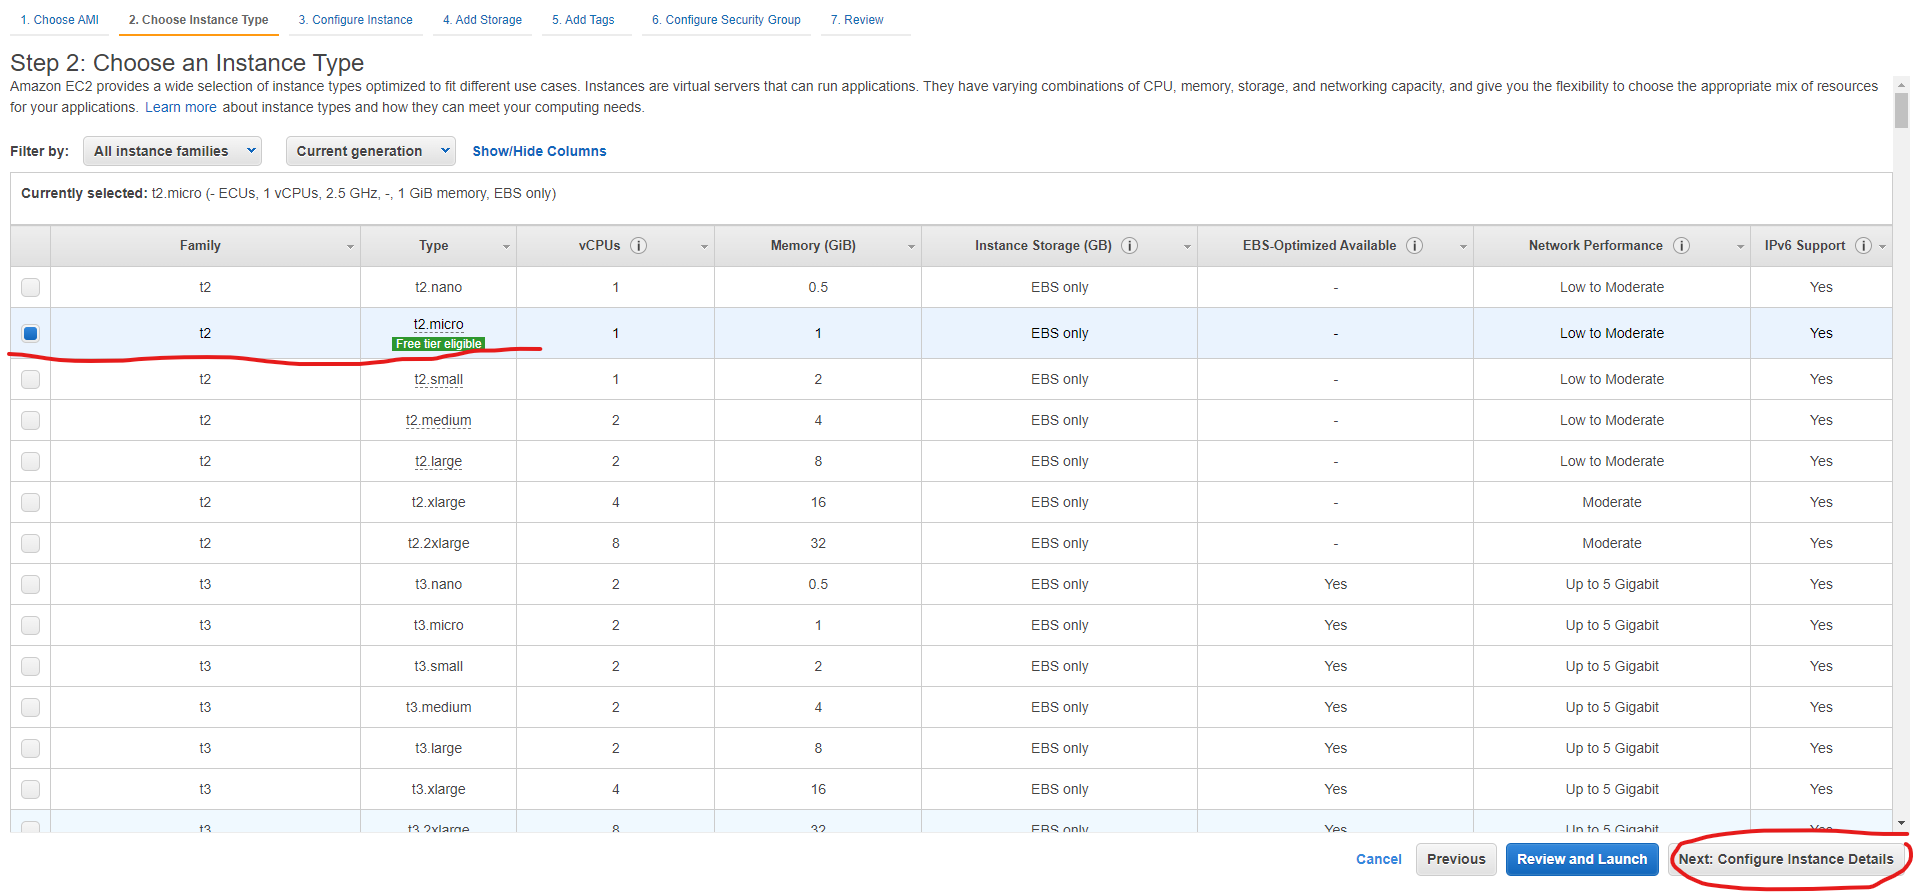 1. Choose AMI 2. Choose Instance Type 3. Configure Instance 4. Add Storage 5. Add Tags 6. Configure Security Group 7. Review
Step 2: Choose an Instance Type
Amazon EC2 provides a wide selection of instance types optimized to fit different use cases. Instances are virtual servers that can run applications. They have varying combinations of CPU, memory, storage, and networking capacity, and give you the flexibility to choose the appropriate mix of resources
for your applications. Learn more about instance types and how they can meet your computing needs.
Filter by: All instance families Current generation Show/Hide Columns
Currently selected: t2.micro (- ECUs, 1 vCPUs, 2.5 GHz, -, 1 GiB memory, EBS only)
Family Type vCPUs i Memory (GiB) Instance Storage (GB) i EBS-Optimized Available i Network Performance i IPv6 Support i
t2 t2.nano 1 0.5 EBS only - Low to Moderate Yes
t2 t2.micro 1 1 EBS only - Low to Moderate Yes
Free tier eligible
t2 t2.small 1 2 EBS only - Low to Moderate Yes
t2 t2.medium 2 4 EBS only - Low to Moderate Yes
t2 t2.large 2 8 EBS only - Low to Moderate Yes
t2 t2.xlarge 4 16 EBS only - Moderate Yes
t2 t2.2xlarge 8 32 EBS only - Moderate Yes
t3 t3.nano 2 0.5 EBS only Yes Up to 5 Gigabit Yes
t3 t3.micro 2 1 EBS only Yes Up to 5 Gigabit Yes
t3 t3.small 2 2 EBS only Yes Up to 5 Gigabit Yes
t3 t3.medium 2 4 EBS only Yes Up to 5 Gigabit Yes
t3 t3.large 2 8 EBS only Yes Up to 5 Gigabit Yes
t3 t3.xlarge 4 16 EBS only Yes Up to 5 Gigabit Yes
t3 t3.2xlarge 8 32 EBS only Yes Up to 5 Gigabit Yes
Cancel Previous Review and Launch Next: Configure Instance Details